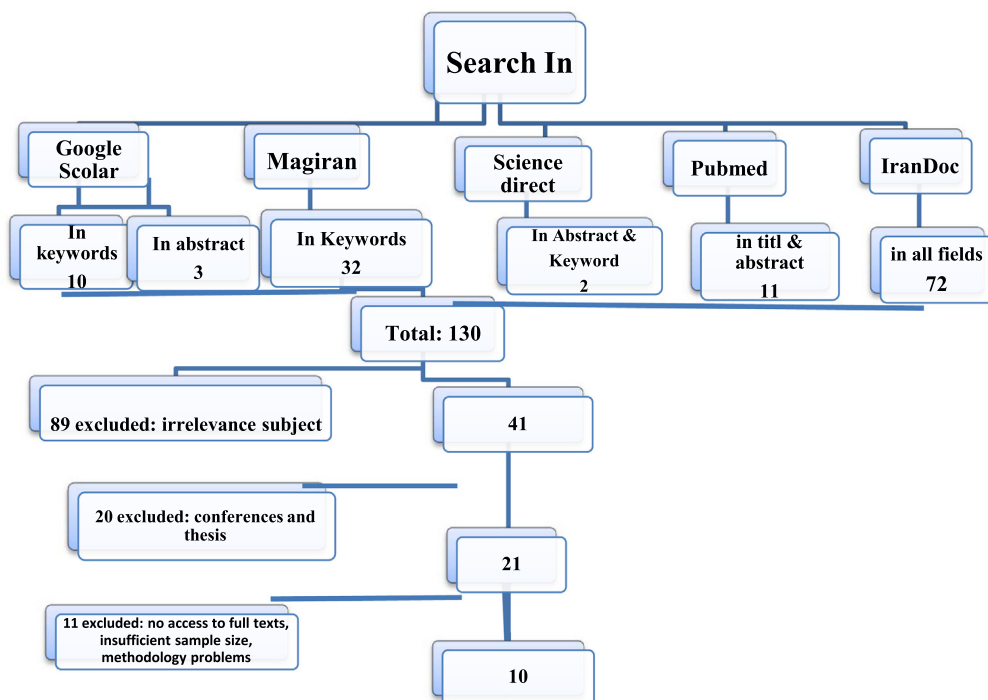 Search In
Google
Scolar
Magiran
Science
direct
Pubmed
IranDoc
In
keywords
10
In abstract
3
In Keywords
32
In Abstract &
Keyword
2
in titl &
abstract
11
in all fields
72
Total: 130
89 excluded: irrelevance subject
41
20 excluded: conferences and
thesis
21
11 excluded: no access to full texts,
insufficient sample size,
methodology problems
10